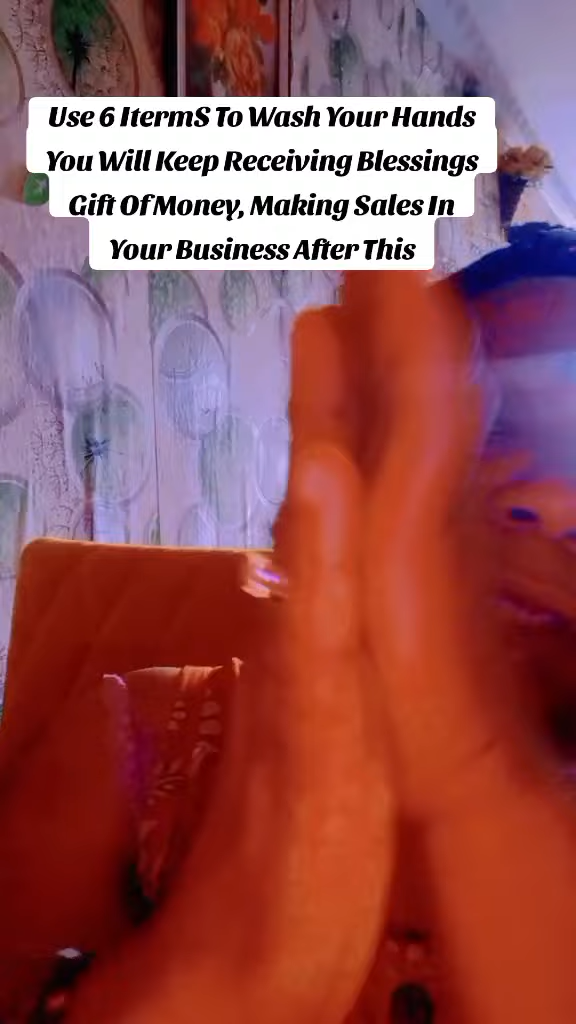 Use 6 ItermS To Wash Your Hands
You Will Keep Receiving Blessings
Gift Of Money, Making Sales In
Your Business After This